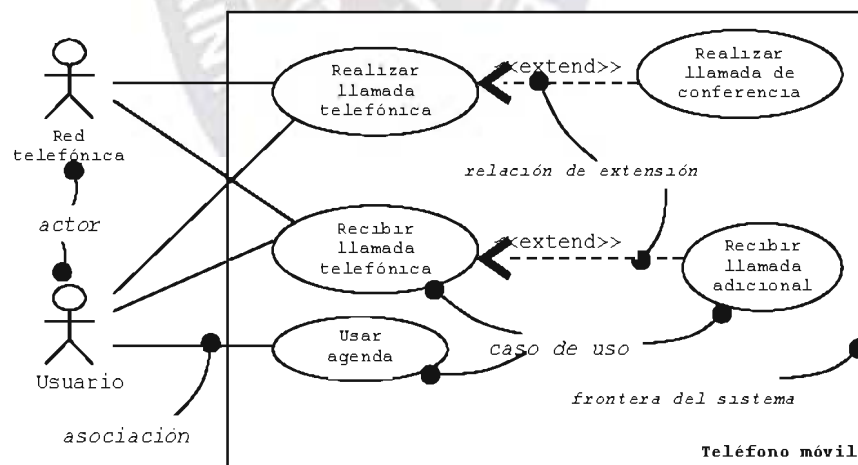 Realizar
llamada
telefónica
<<extend>>
Realizar
llamada de
conferencia
Red
telefónica
relación de extensión
actor
Recibir
llamada
telefónica
<<extend>>
Recibir
llamada
adicional
Usar
agenda
caso de uso
Usuario
frontera del sistema
asociación
Teléfono móvil